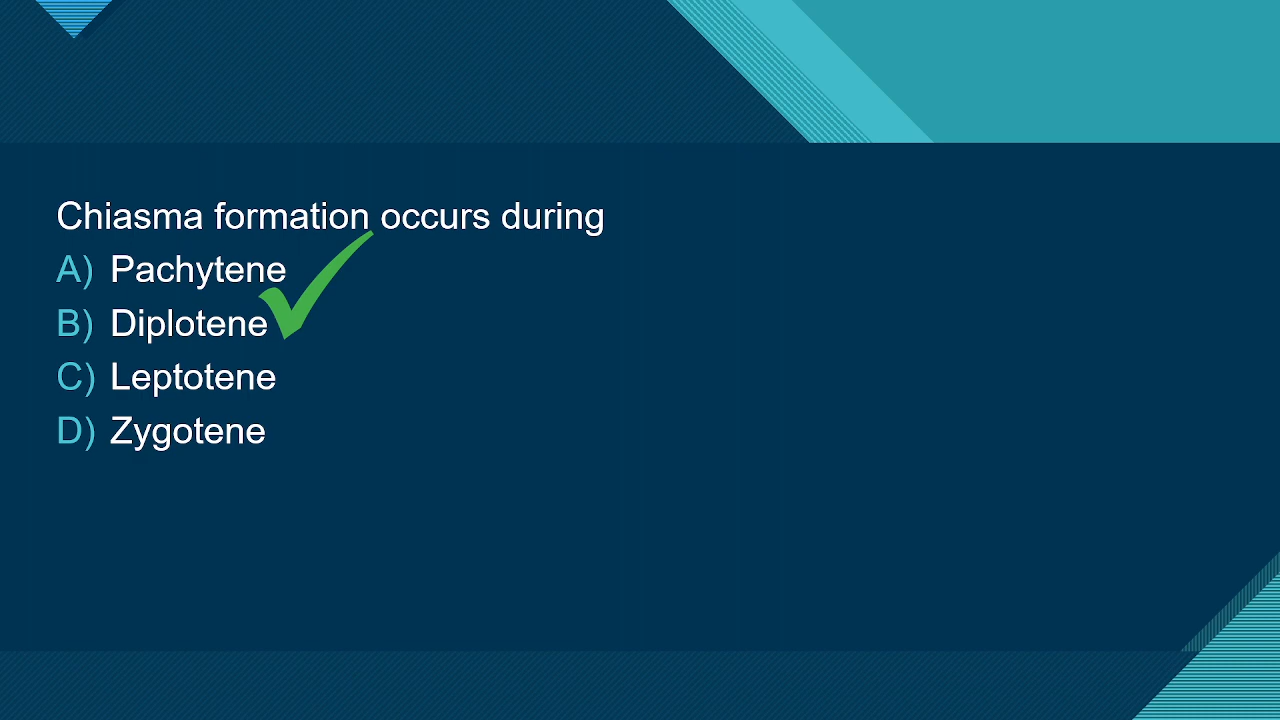 Chiasma formation occurs during
A) Pachytene
B) Diplotene
C) Leptotene
D) Zygotene